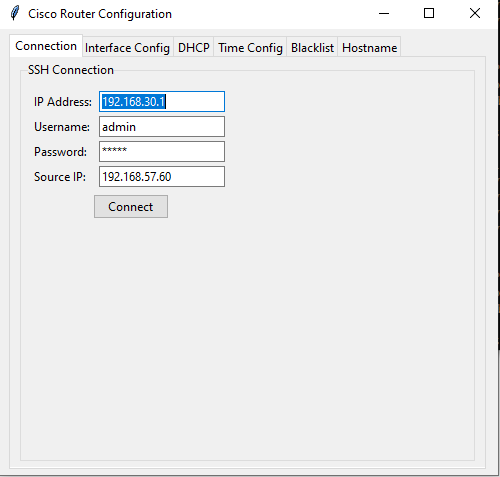 Cisco Router Configuration
Connection Interface Config DHCP Time Config Blacklist Hostname
SSH Connection
IP Address: 192.168.30.1
Username: admin
Password: *****
Source IP: 192.168.57.60
Connect